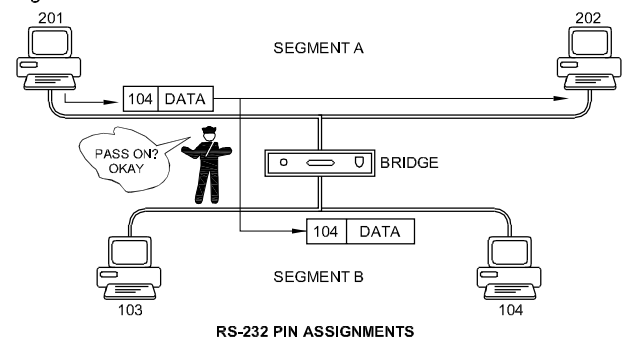 201
202
SEGMENT A
104 DATA
PASS ON?
OKAY
BRIDGE
104 DATA
SEGMENT B
103
104
RS-232 PIN ASSIGNMENTS